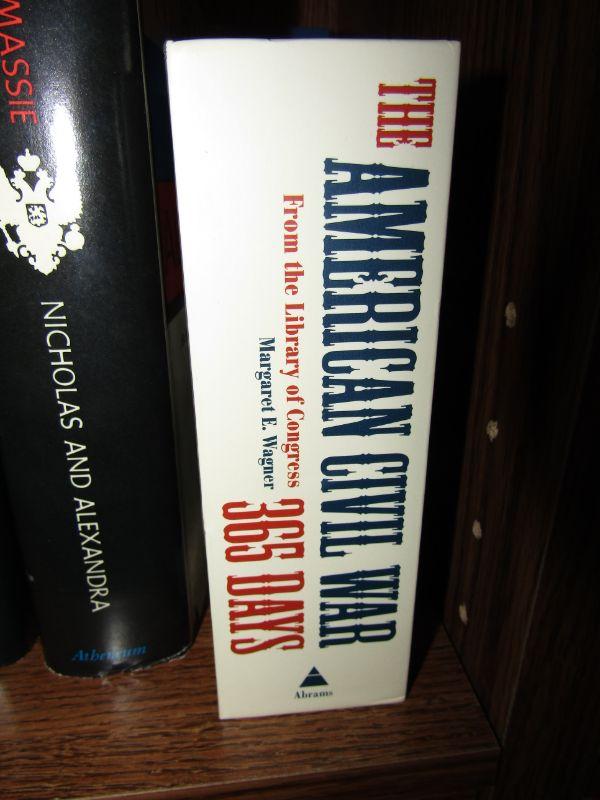 MASSIE
NICHOLAS AND ALEXANDRA
Atheneum
THE AMERICAN CIVIL WAR
365 DAYS
From the Library of Congress
Margaret E. Wagner
Abrams